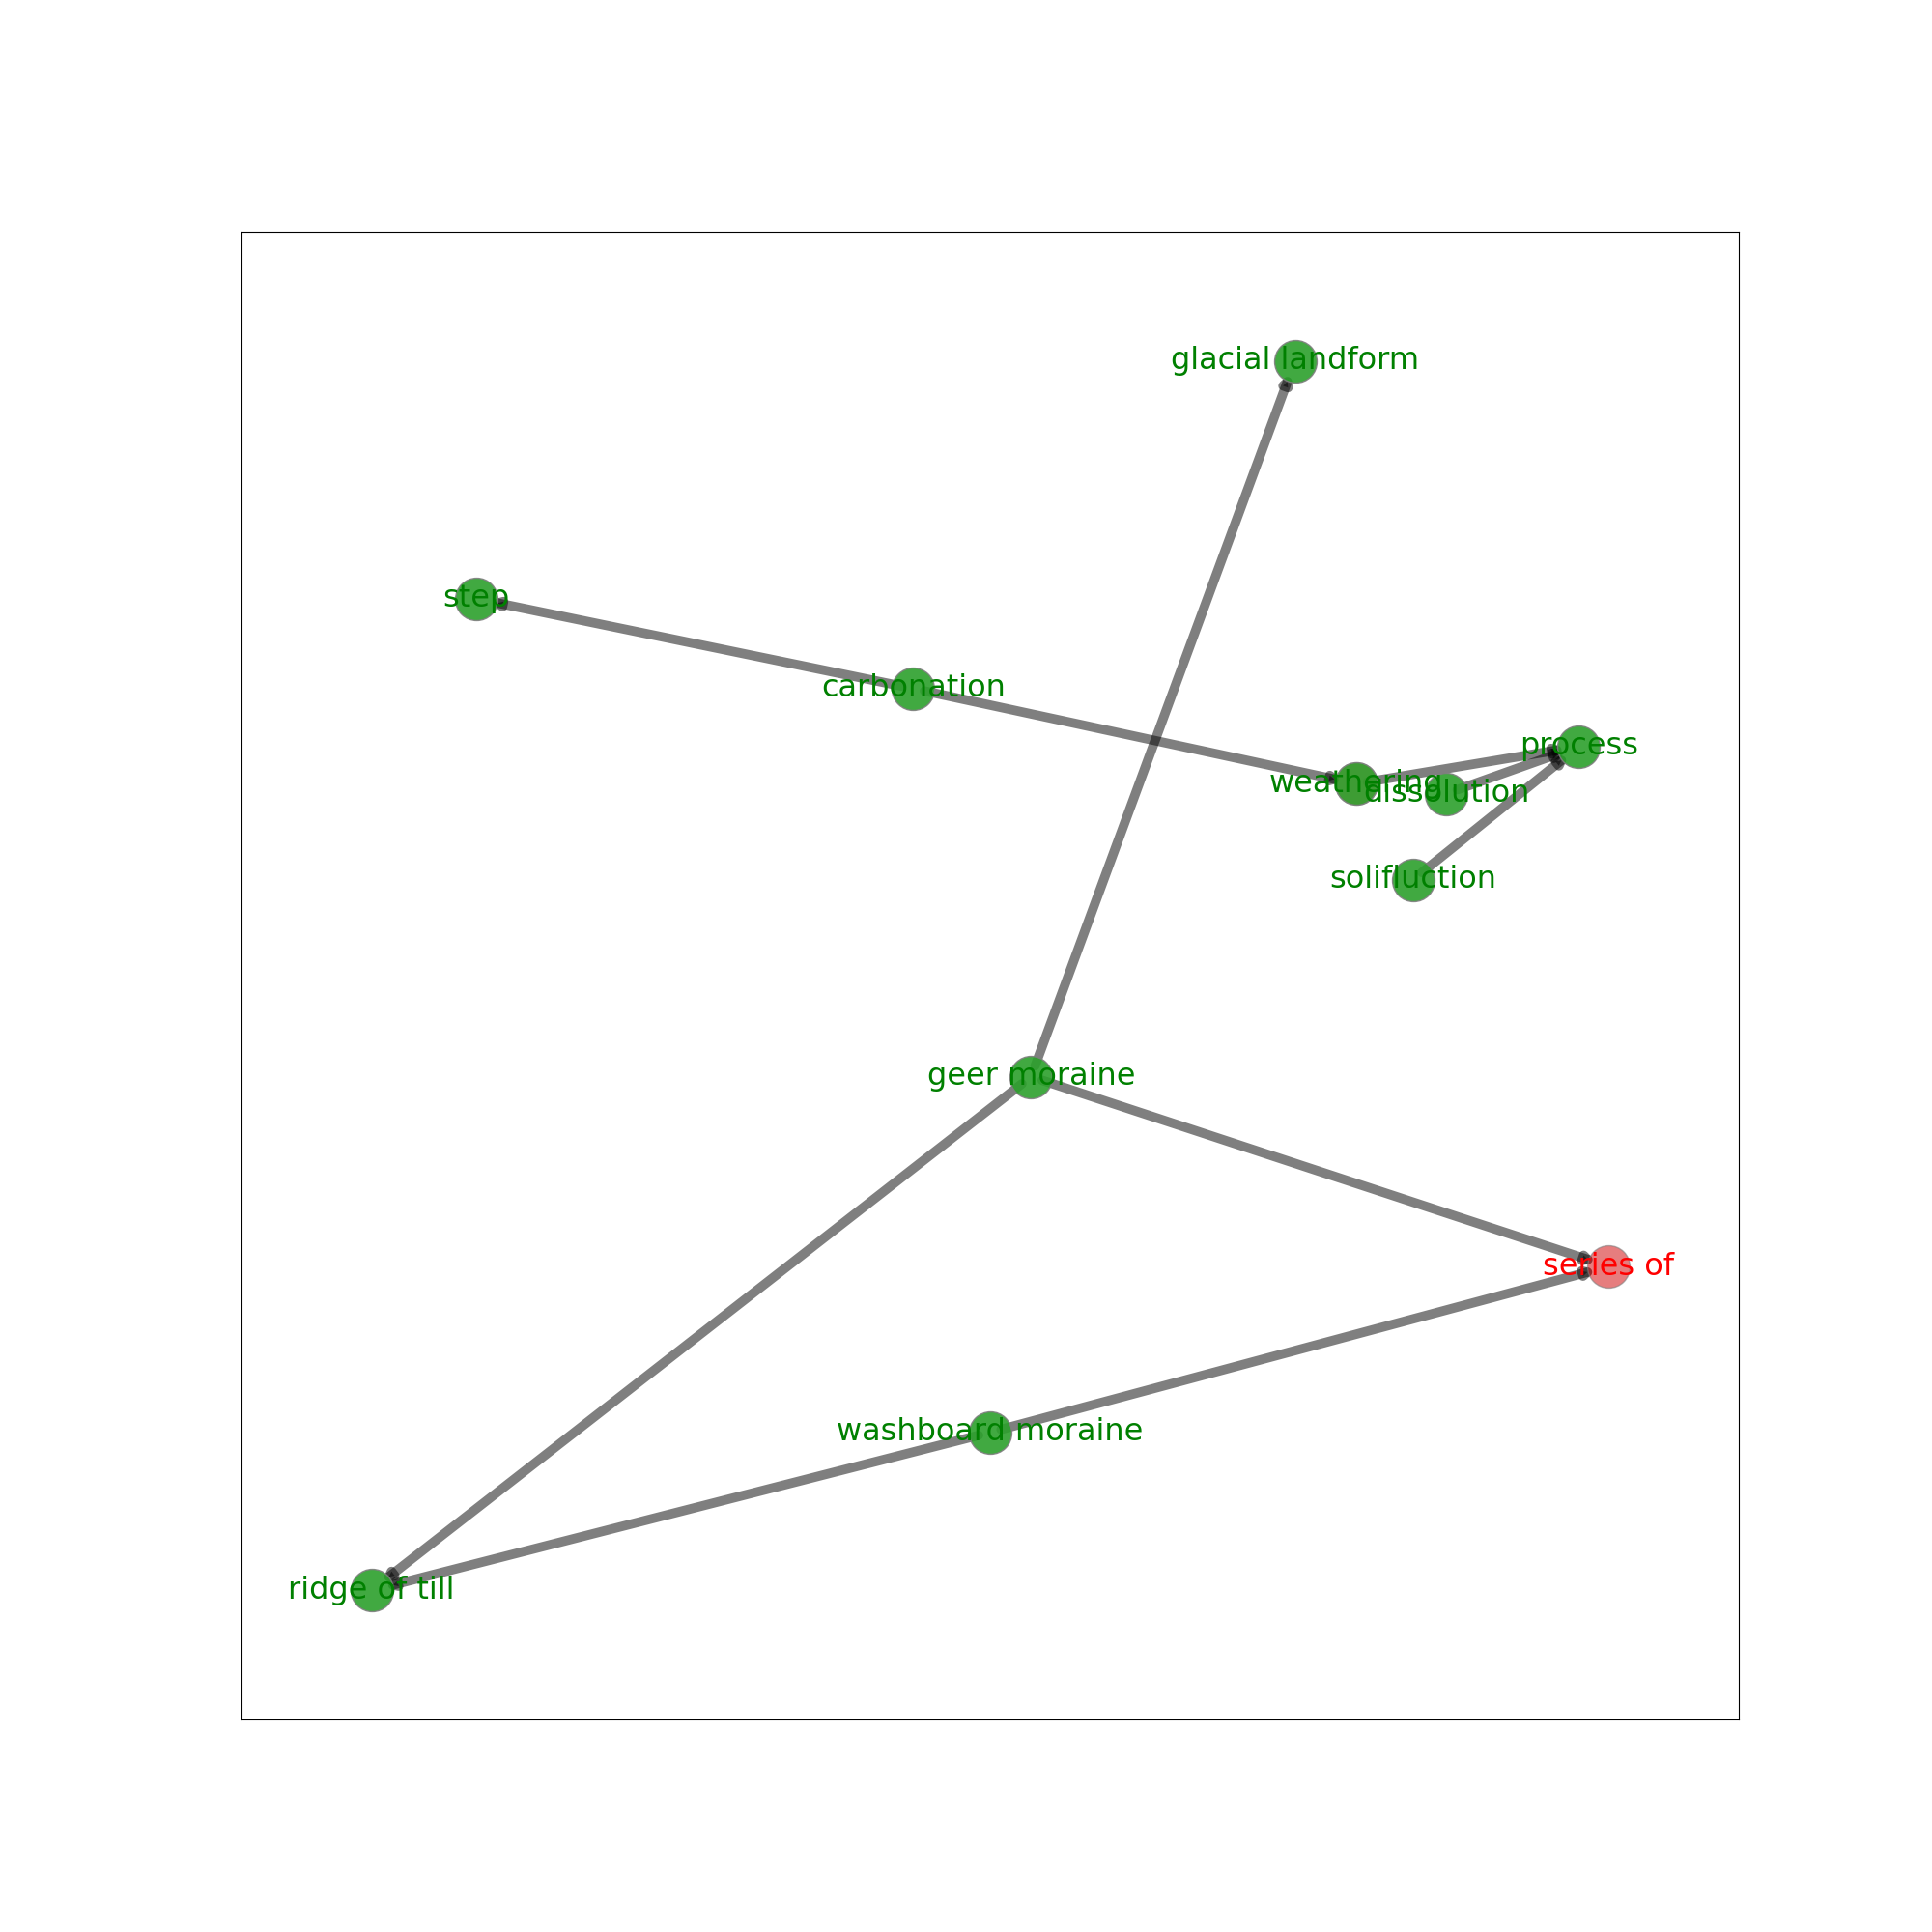 glacial landform
step
carbonation
process
weathering
dissolution
solifluction
geer moraine
series of
washboard moraine
ridge of till